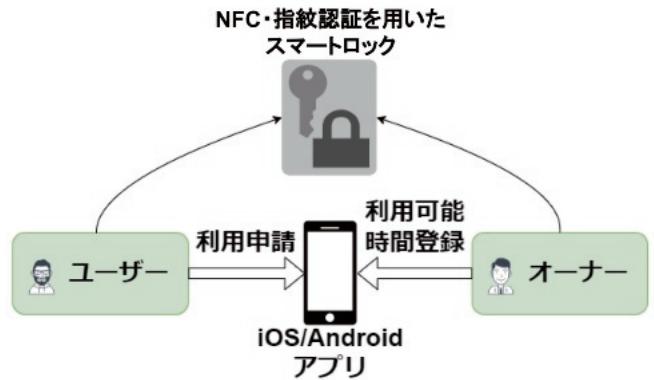 NFC・指紋認証を用いた
スマートロック
ユーザー
利用申請
利用可能
時間登録
オーナー
iOS/Android
アプリ